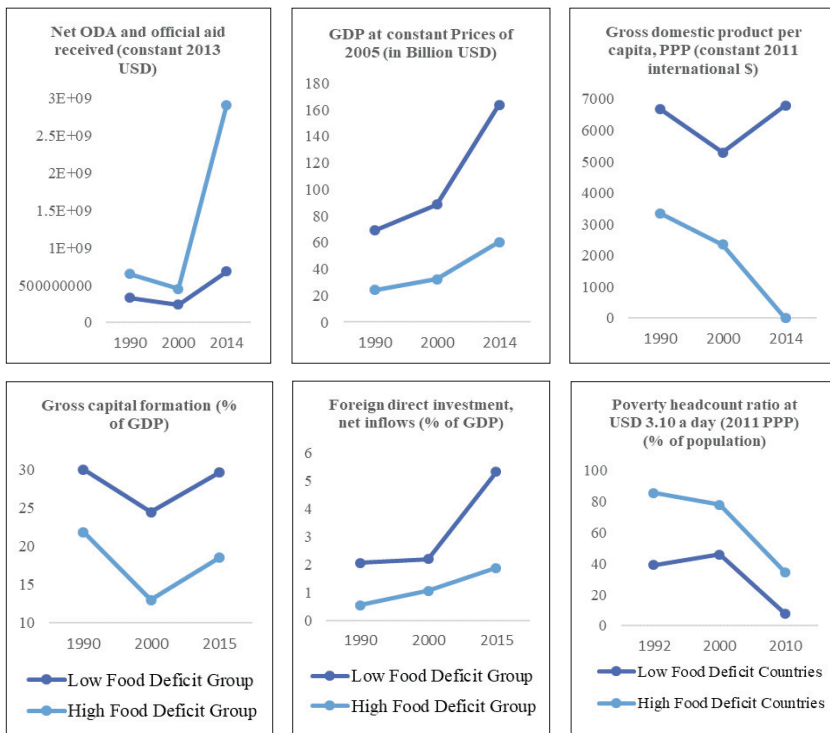 Net ODA and official aid
received (constant 2013
USD)
3E+09
2.5E+09
2E+09
1.5E+09
1E+09
500000000
0
1990 2000 2014
GDP at constant Prices of
2005 (in Billion USD)
180
160
140
120
100
80
60
40
20
0
1990 2000 2014
Gross domestic product per
capita, PPP (constant 2011
international $)
7000
6000
5000
4000
3000
2000
1000
0
1990 2000 2014
Gross capital formation (%
of GDP)
30
25
20
15
10
1990 2000 2015
Low Food Deficit Group
High Food Deficit Group
Foreign direct investment,
net inflows (% of GDP)
6
5
4
3
2
1
0
1990 2000 2015
Low Food Deficit Group
High Food Deficit Group
Poverty headcount ratio at
USD 3.10 a day (2011 PPP)
(% of population)
100
80
60
40
20
0
1992 2000 2010
Low Food Deficit Countries
High Food Deficit Countries